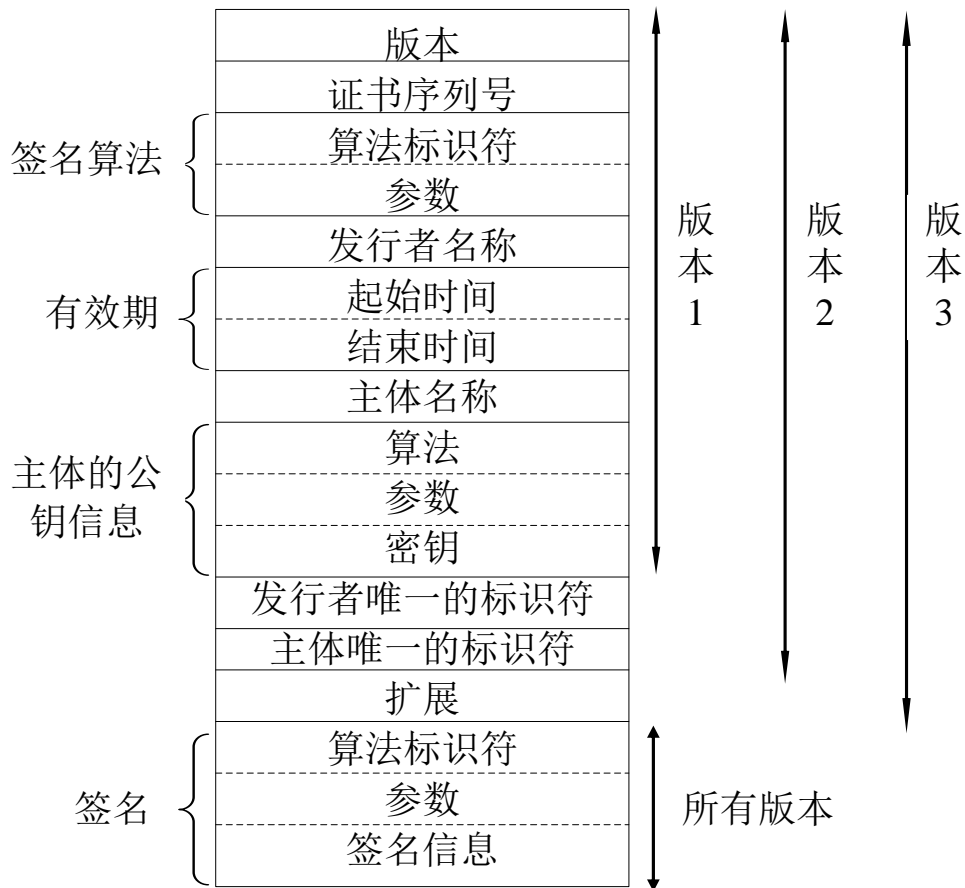 版本
证书序列号
签名算法
算法标识符
参数
发行者名称
有效期
起始时间
结束时间
主体名称
主体的公
钥信息
算法
参数
密钥
发行者唯一的标识符
主体唯一的标识符
扩展
签名
算法标识符
参数
签名信息
版
本
1
版
本
2
版
本
3
所有版本